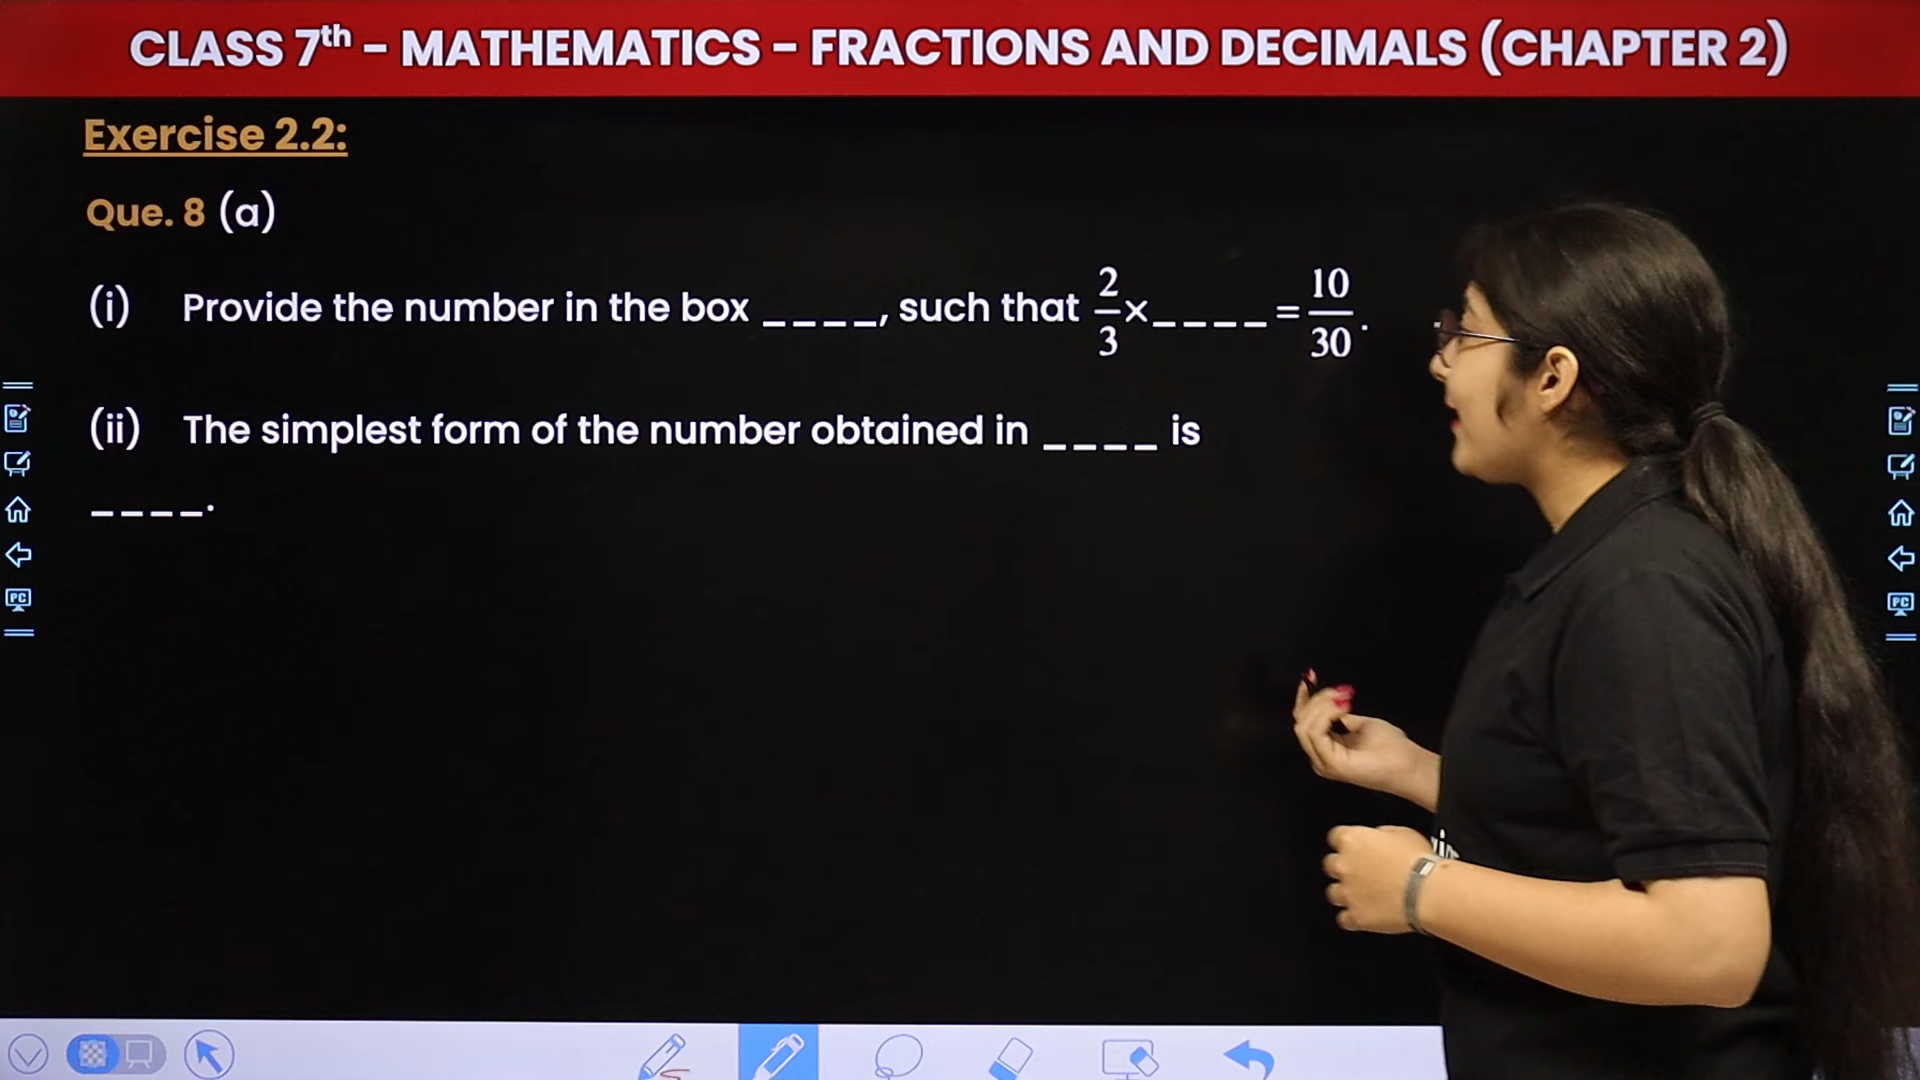 CLASS 7th – MATHEMATICS – FRACTIONS AND DECIMALS (CHAPTER 2)
Exercise 2.2:
Que. 8 (a)
(i) Provide the number in the box ____, such that 2/3 × ____ = 10/30.
(ii) The simplest form of the number obtained in ____ is
____.
PC
PC